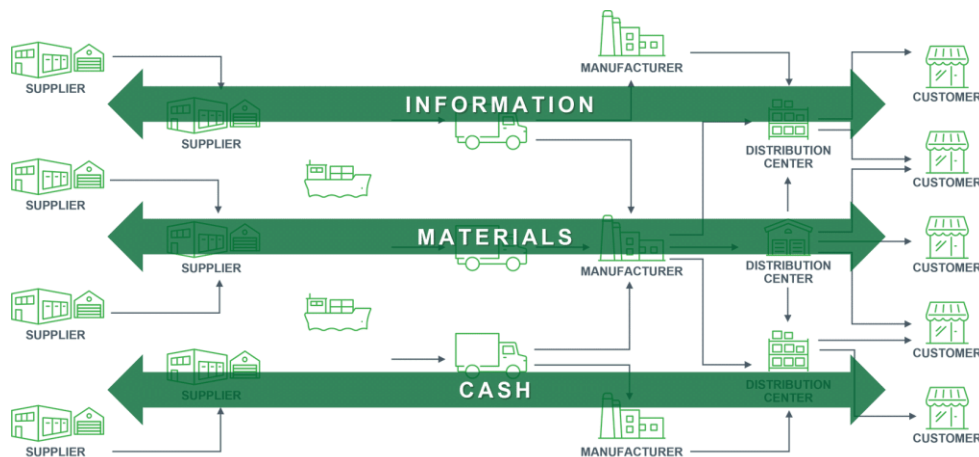 SUPPLIER
MANUFACTURER
CUSTOMER
INFORMATION
SUPPLIER
DISTRIBUTION
CENTER
CUSTOMER
SUPPLIER
MATERIALS
SUPPLIER
MANUFACTURER
DISTRIBUTION
CENTER
CUSTOMER
SUPPLIER
CUSTOMER
CASH
SUPPLIER
DISTRIBUTION
CENTER
SUPPLIER
MANUFACTURER
CUSTOMER